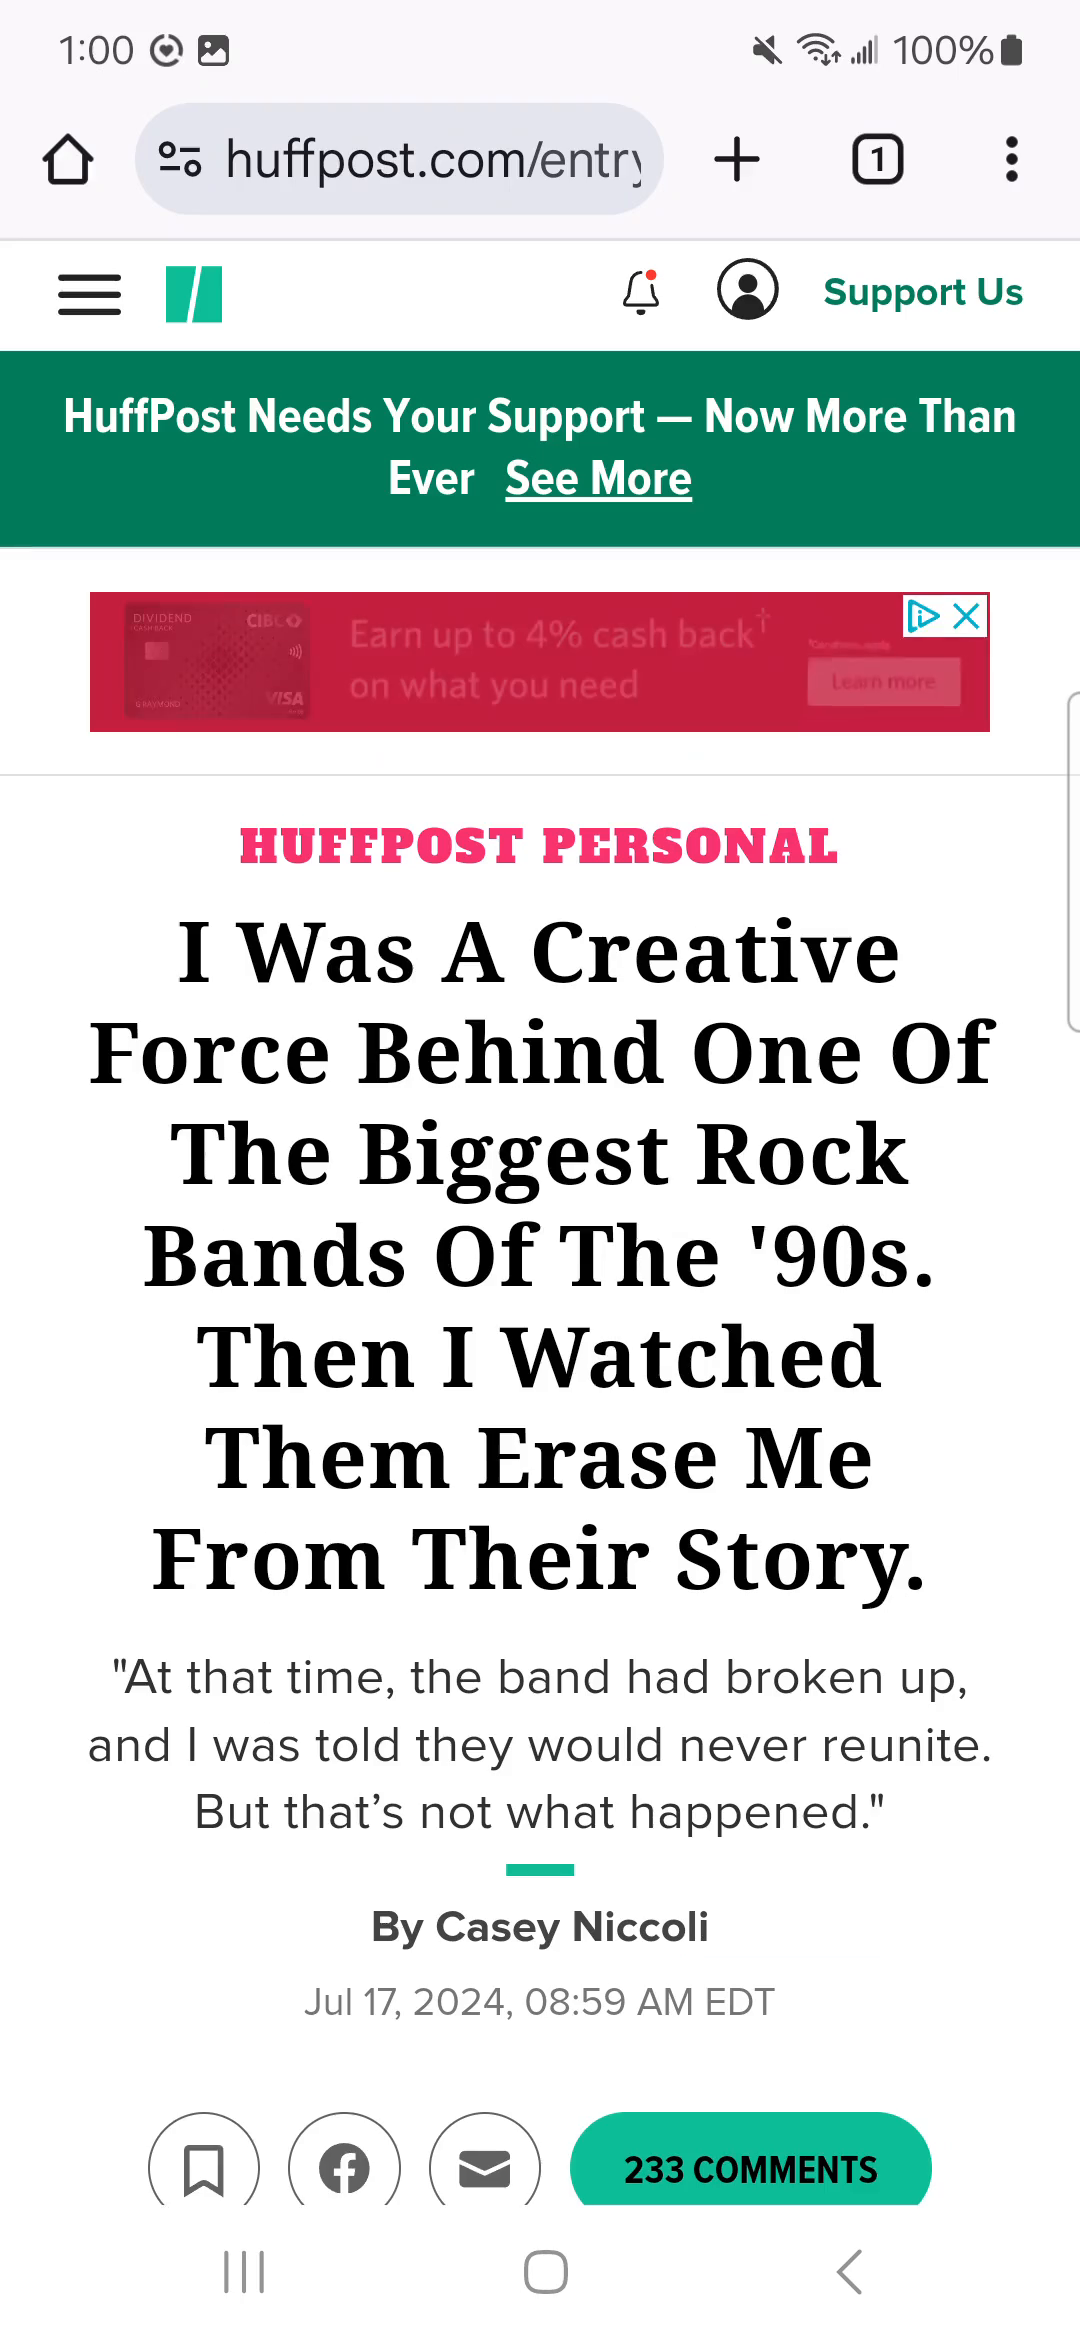 1:00
100%
huffpost.com/entry
1
Support Us
HuffPost Needs Your Support — Now More Than
Ever See More
DIVIDEND
CASH BACK
CIBC
G RAYMOND
VISA
Earn up to 4% cash back†
on what you need
Learn more
HUFFPOST PERSONAL
I Was A Creative
Force Behind One Of
The Biggest Rock
Bands Of The '90s.
Then I Watched
Them Erase Me
From Their Story.
"At that time, the band had broken up,
and I was told they would never reunite.
But that’s not what happened."
By Casey Niccoli
Jul 17, 2024, 08:59 AM EDT
233 COMMENTS